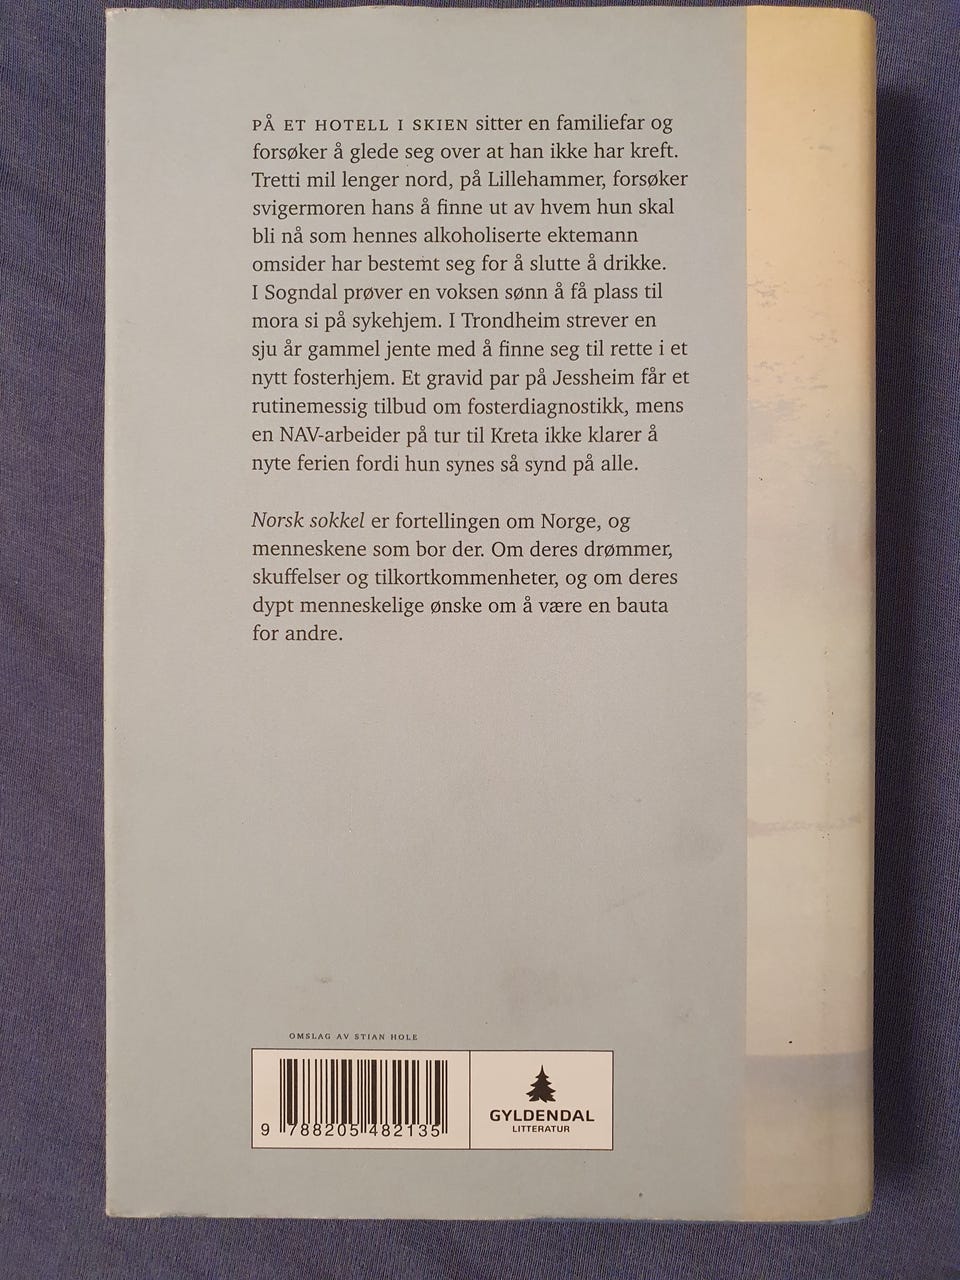 PÅ ET HOTELL I SKIEN sitter en familiefar og
forsøker å glede seg over at han ikke har kreft.
Tretti mil lenger nord, på Lillehammer, forsøker
svigermoren hans å finne ut av hvem hun skal
bli nå som hennes alkoholiserte ektemann
omsider har bestemt seg for å slutte å drikke.
I Sogndal prøver en voksen sønn å få plass til
mora si på sykehjem. I Trondheim strever en
sju år gammel jente med å finne seg til rette i et
nytt fosterhjem. Et gravid par på Jessheim får et
rutinemessig tilbud om fosterdiagnostikk, mens
en NAV-arbeider på tur til Kreta ikke klarer å
nyte ferien fordi hun synes så synd på alle.
Norsk sokkel er fortellingen om Norge, og
menneskene som bor der. Om deres drømmer,
skuffelser og tilkortkommenheter, og om deres
dypt menneskelige ønske om å være en bauta
for andre.
OMSLAG AV STIAN HOLE
9 788205 482135
GYLDENDAL
LITTERATUR